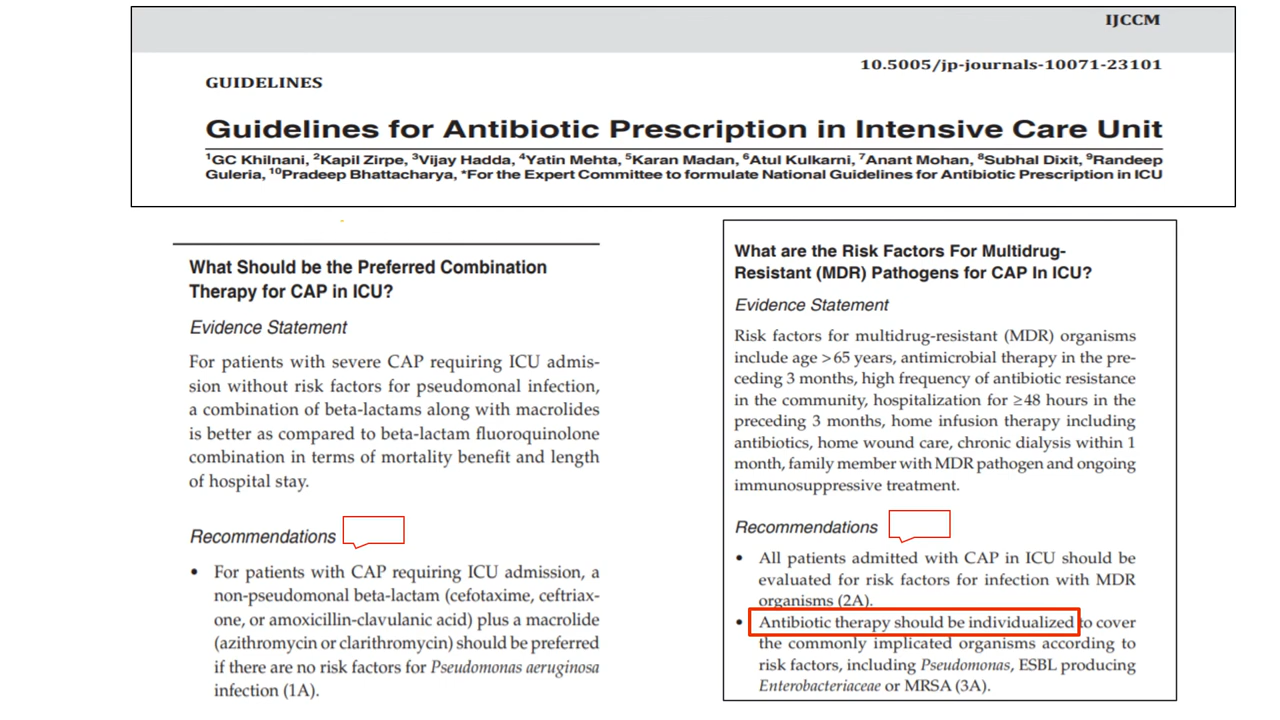 IJCCM
10.5005/jp-journals-10071-23101
GUIDELINES
Guidelines for Antibiotic Prescription in Intensive Care Unit
¹GC Khilnani, ²Kapil Zirpe, ³Vijay Hadda, ⁴Yatin Mehta, ⁵Karan Madan, ⁶Atul Kulkarni, ⁷Anant Mohan, ⁸Subhal Dixit, ⁹Randeep
Guleria, ¹⁰Pradeep Bhattacharya, *For the Expert Committee to formulate National Guidelines for Antibiotic Prescription in ICU
What Should be the Preferred Combination
Therapy for CAP in ICU?
Evidence Statement
For patients with severe CAP requiring ICU admis-
sion without risk factors for pseudomonal infection,
a combination of beta-lactams along with macrolides
is better as compared to beta-lactam fluoroquinolone
combination in terms of mortality benefit and length
of hospital stay.
Recommendations
• For patients with CAP requiring ICU admission, a
non-pseudomonal beta-lactam (cefotaxime, ceftriax-
one, or amoxicillin-clavulanic acid) plus a macrolide
(azithromycin or clarithromycin) should be preferred
if there are no risk factors for Pseudomonas aeruginosa
infection (1A).
What are the Risk Factors For Multidrug-
Resistant (MDR) Pathogens for CAP In ICU?
Evidence Statement
Risk factors for multidrug-resistant (MDR) organisms
include age >65 years, antimicrobial therapy in the pre-
ceding 3 months, high frequency of antibiotic resistance
in the community, hospitalization for ≥48 hours in the
preceding 3 months, home infusion therapy including
antibiotics, home wound care, chronic dialysis within 1
month, family member with MDR pathogen and ongoing
immunosuppressive treatment.
Recommendations
• All patients admitted with CAP in ICU should be
evaluated for risk factors for infection with MDR
organisms (2A).
• Antibiotic therapy should be individualized to cover
the commonly implicated organisms according to
risk factors, including Pseudomonas, ESBL producing
Enterobacteriaceae or MRSA (3A).